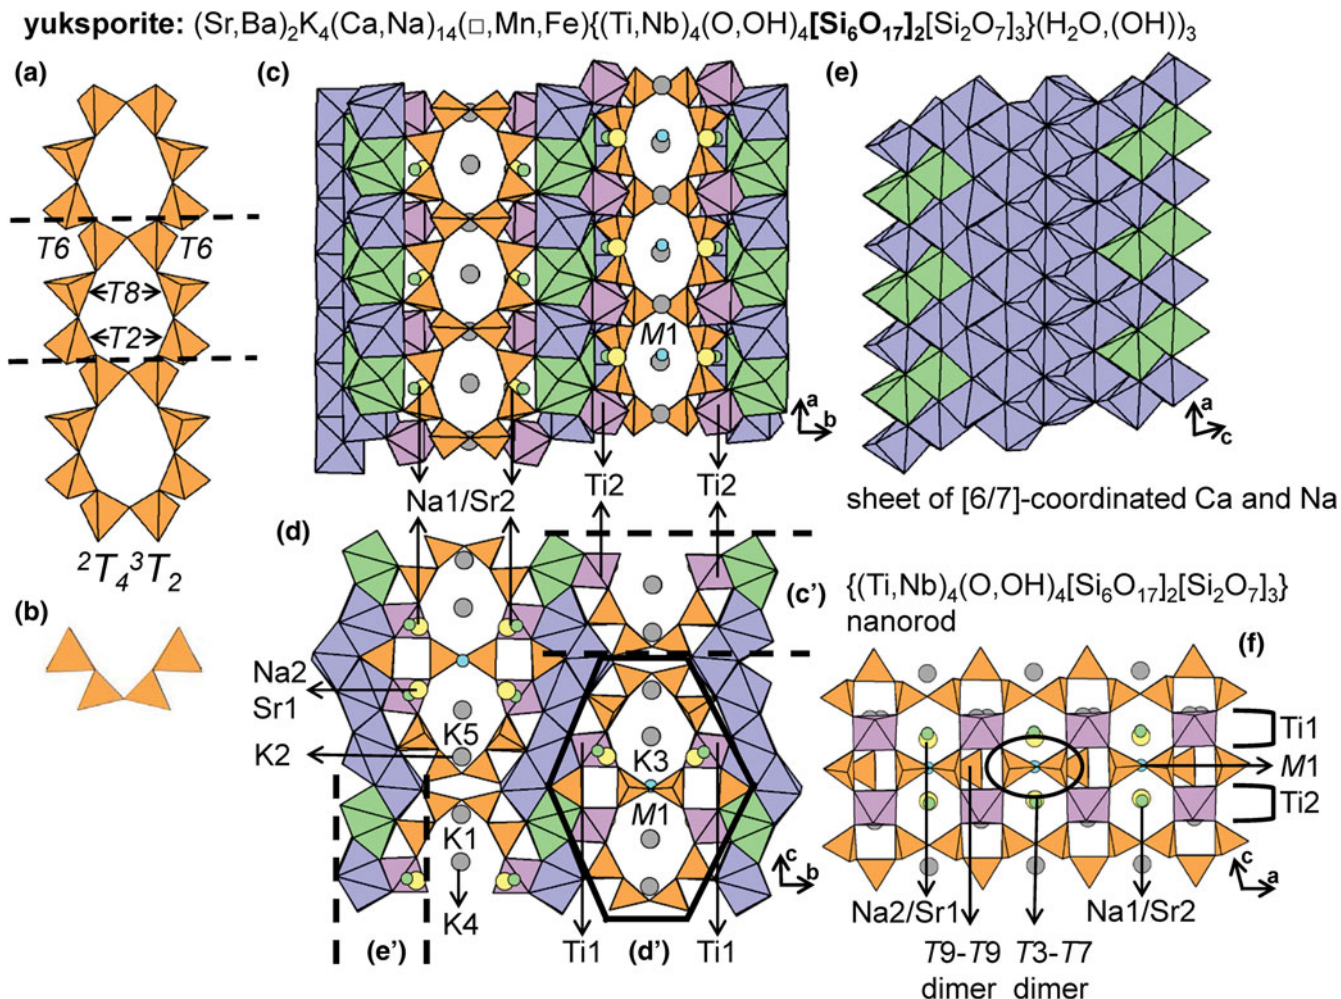 yuksporite: (Sr,Ba)₂K₄(Ca,Na)₁₄(□,Mn,Fe){(Ti,Nb)₄(O,OH)₄[Si₆O₁₇]₂[Si₂O₇]₃}(H₂O,(OH))₃
(a)
T6 T6
T8
T2
²T₄³T₂
(b)
(c)
M1
a
b
Na1/Sr2
Ti2 Ti2
(e)
a
c
sheet of [6/7]-coordinated Ca and Na
(d)
(c')
Na2
Sr1
K5
K2
K3
M1
K1
K4
c
b
(e')
Ti1
(d')
Ti1
{(Ti,Nb)₄(O,OH)₄[Si₆O₁₇]₂[Si₂O₇]₃}
nanorod
(f)
Ti1
M1
Ti2
c
a
Na2/Sr1 Na1/Sr2
T9-T9 T3-T7
dimer dimer